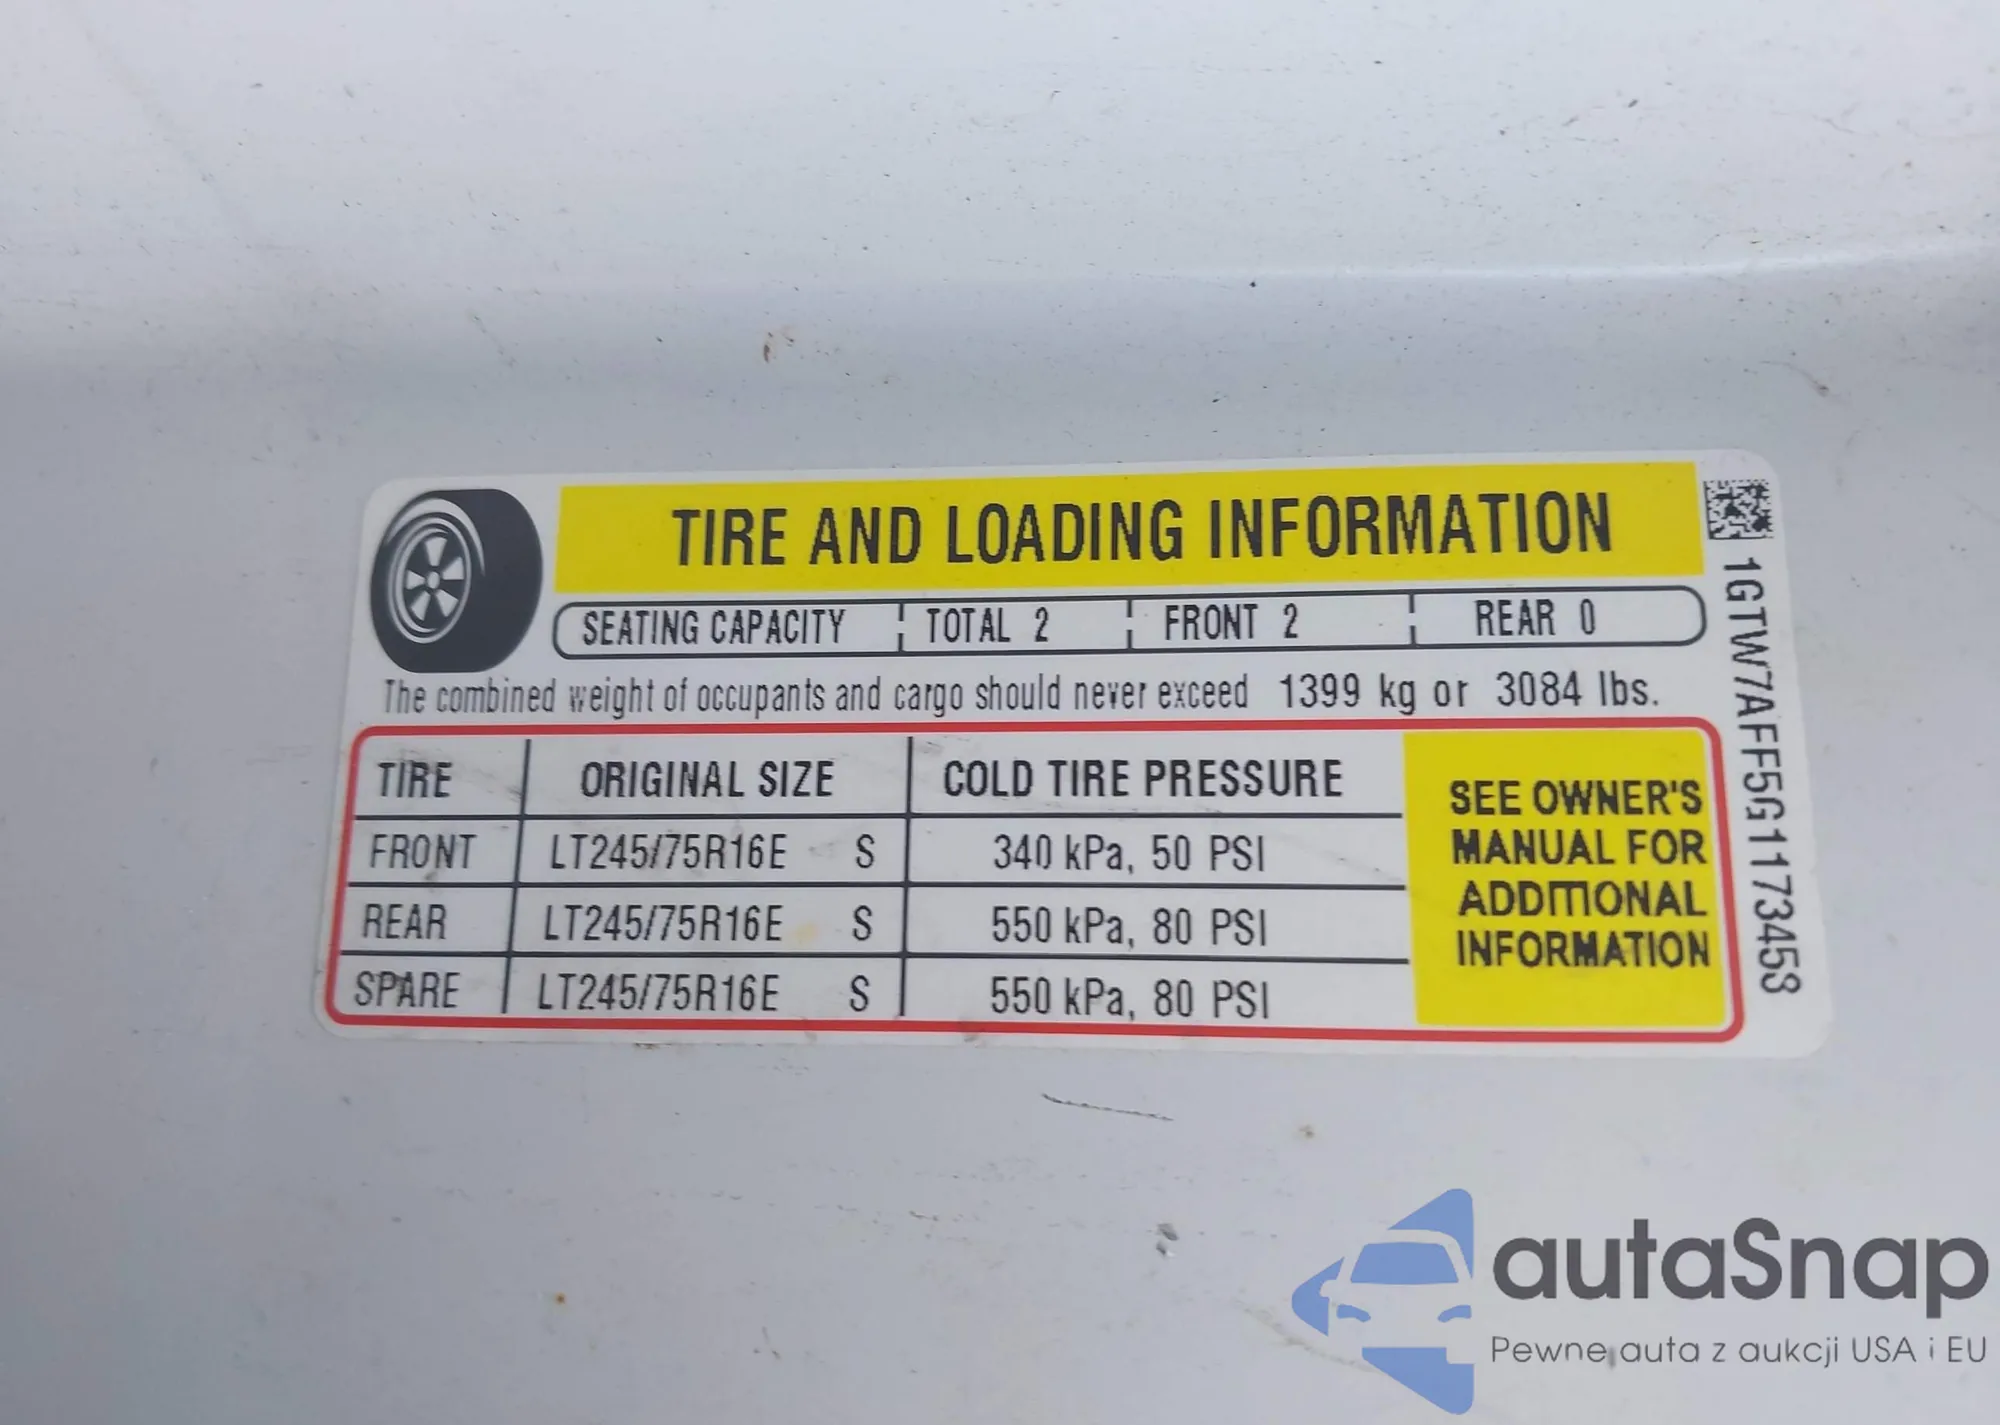 TIRE AND LOADING INFORMATION
SEATING CAPACITY TOTAL 2 FRONT 2 REAR 0
The combined weight of occupants and cargo should never exceed 1399 kg or 3084 lbs.
TIRE ORIGINAL SIZE COLD TIRE PRESSURE
FRONT LT245/75R16E S 340 kPa, 50 PSI
REAR LT245/75R16E S 550 kPa, 80 PSI
SPARE LT245/75R16E S 550 kPa, 80 PSI
SEE OWNER'S
MANUAL FOR
ADDITIONAL
INFORMATION
1GTW7AFF5G1173458
autaSnap
Pewne auta z aukcji USA i EU